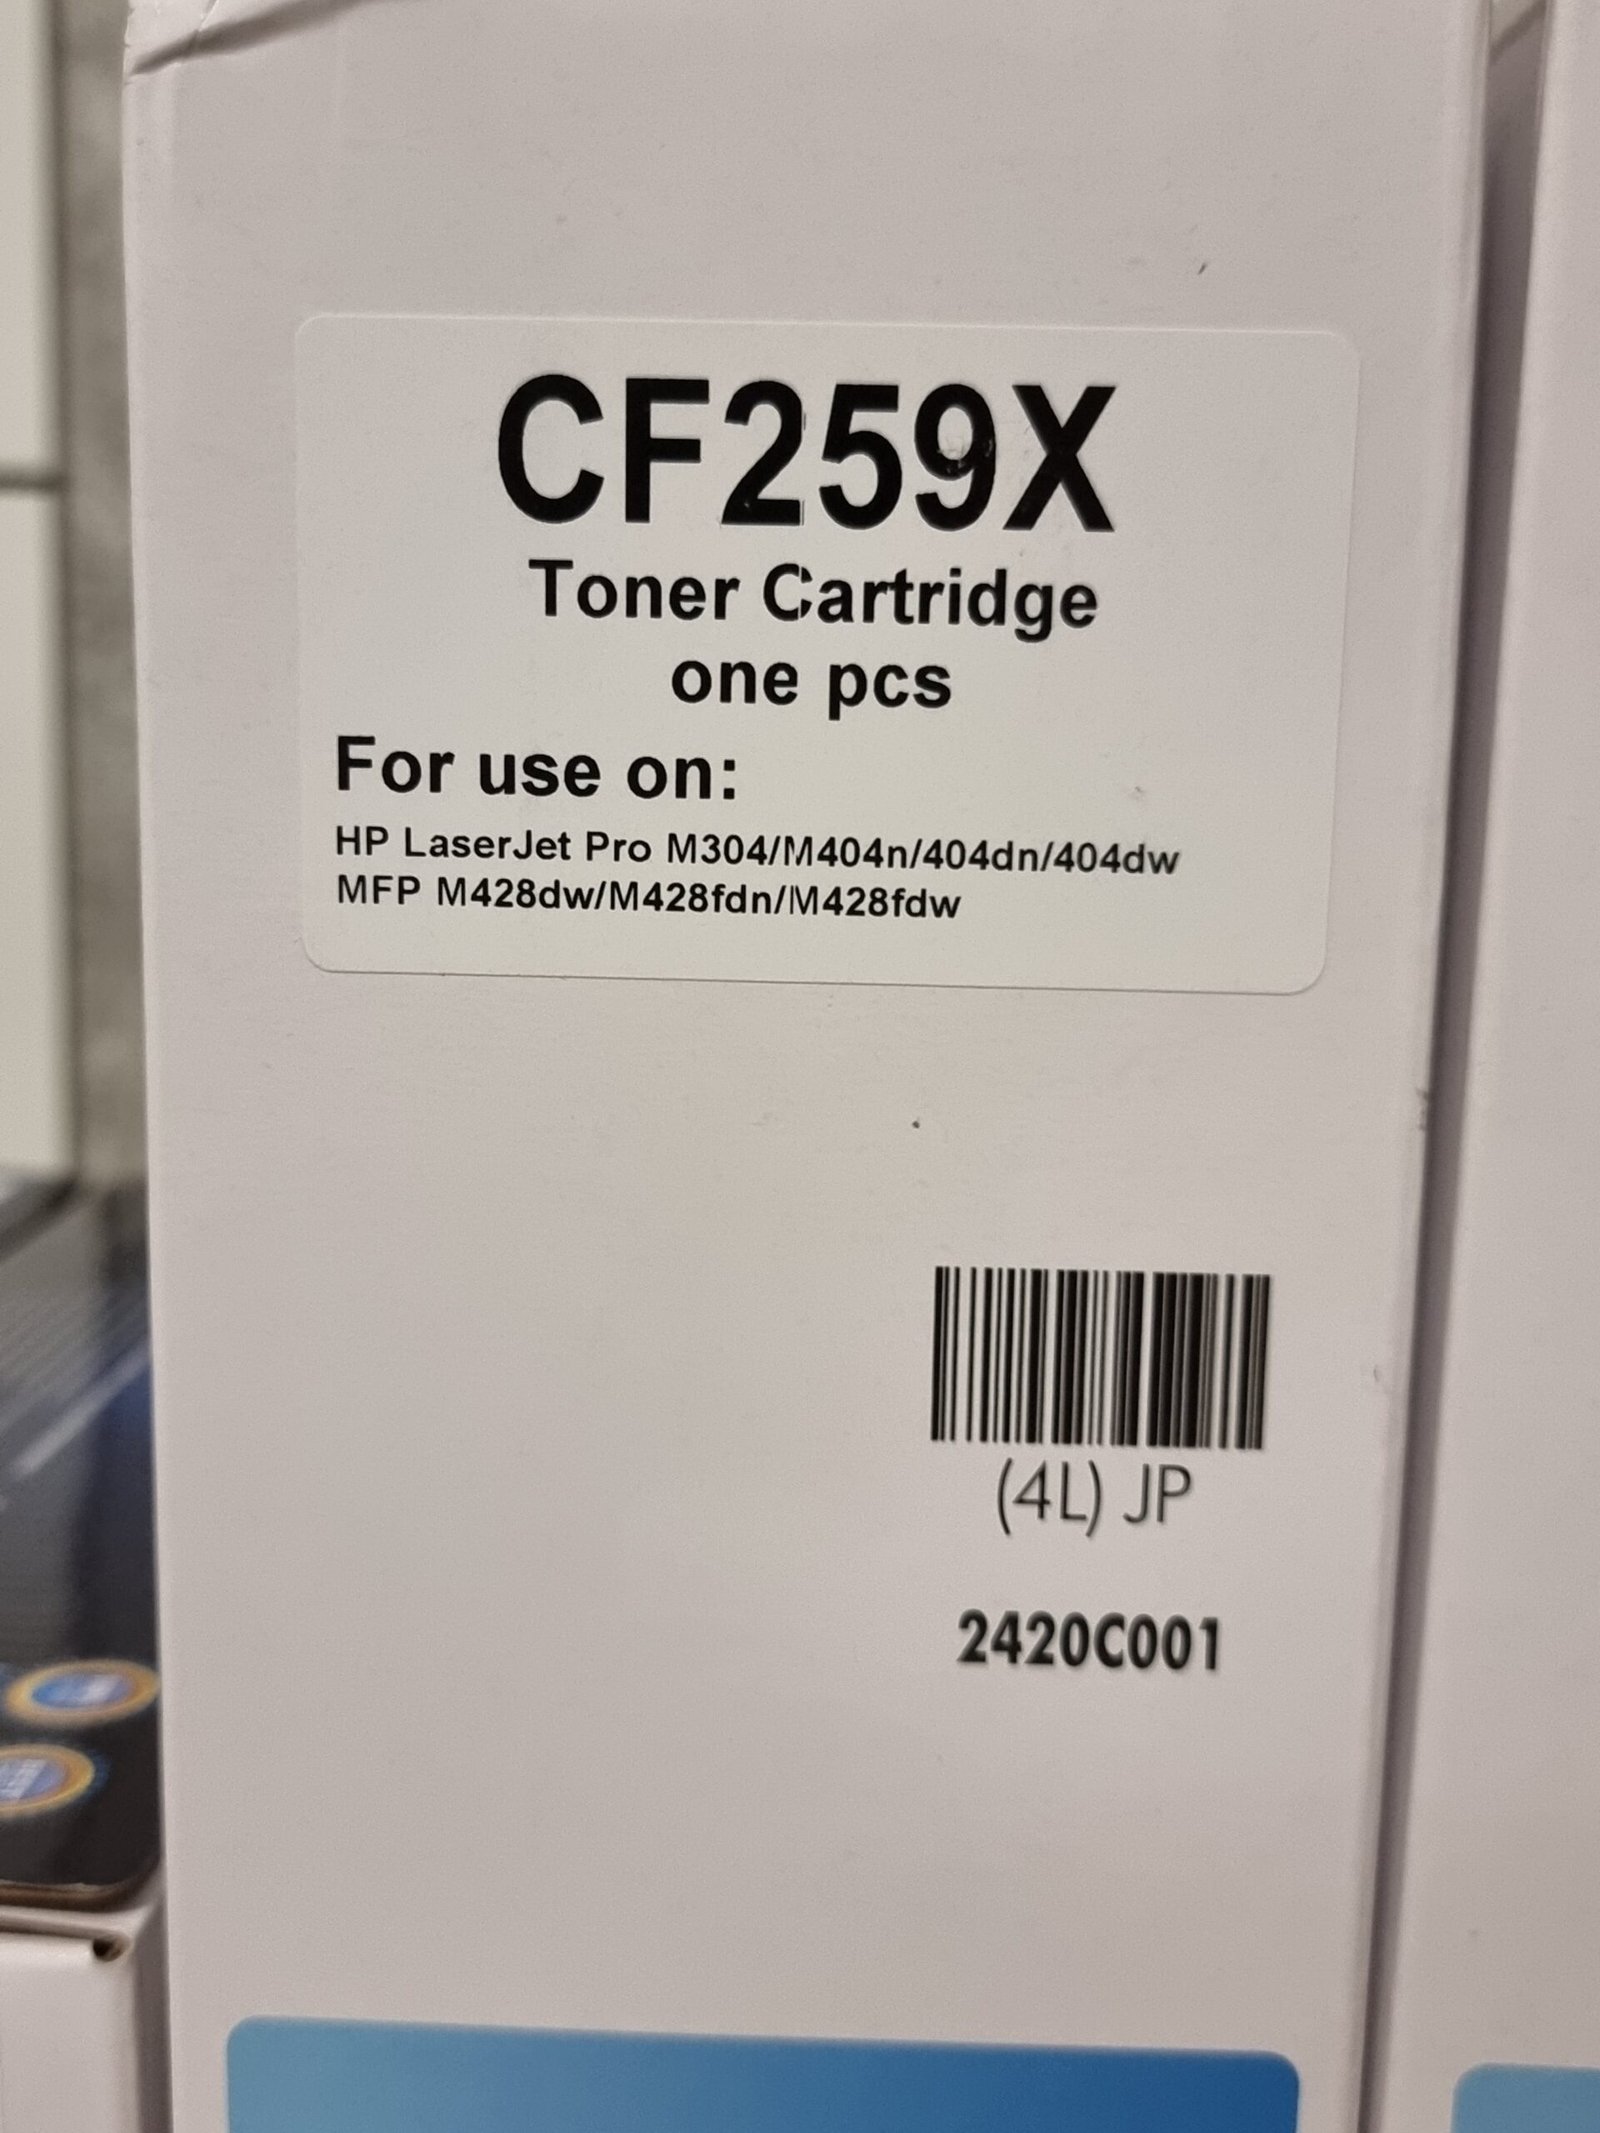 CF259X
Toner Cartridge
one pcs
For use on:
HP LaserJet Pro M304/M404n/404dn/404dw
MFP M428dw/M428fdn/M428fdw
(4L) JP
2420C001